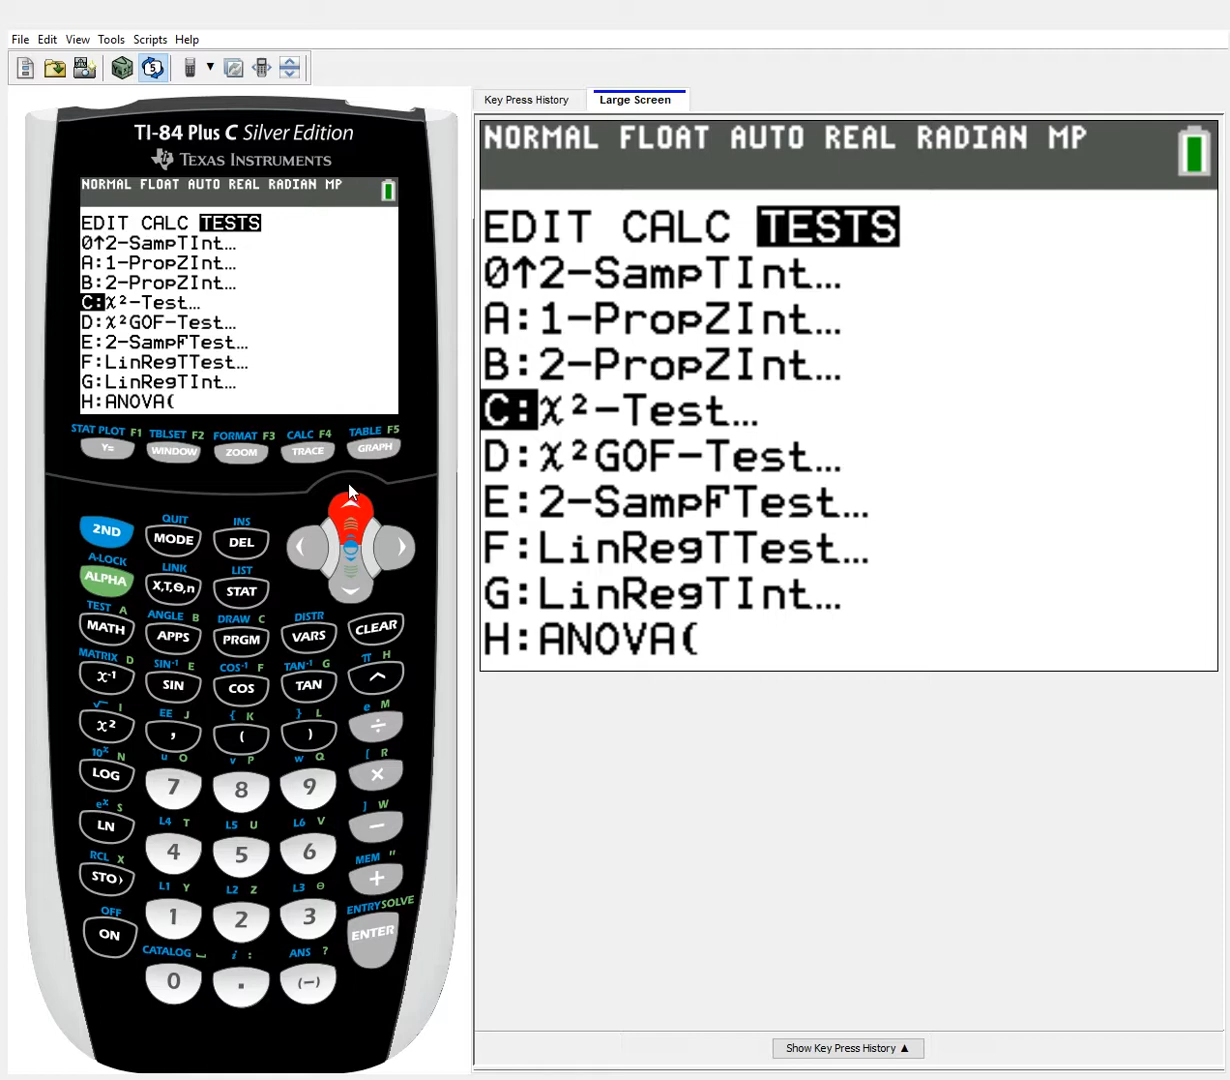 File Edit View Tools Scripts Help
5
Key Press History Large Screen
TI-84 Plus C Silver Edition
TEXAS INSTRUMENTS
NORMAL FLOAT AUTO REAL RADIAN MP
EDIT CALC TESTS
0↑2-SampTInt…
A:1-PropZInt…
B:2-PropZInt…
C:χ²-Test…
D:χ²GOF-Test…
E:2-SampFTest…
F:LinRegTTest…
G:LinRegTInt…
H:ANOVA(
STAT PLOT F1 TBLSET F2 FORMAT F3 CALC F4 TABLE F5
Y= WINDOW ZOOM TRACE GRAPH
QUIT INS
2ND MODE DEL
A-LOCK LINK LIST
ALPHA X,T,Θ,n STAT
TEST A ANGLE B DRAW C DISTR
MATH APPS PRGM VARS CLEAR
MATRIX D SIN⁻¹ E COS⁻¹ F TAN⁻¹ G π H
x⁻¹ SIN COS TAN ^
√ I EE J { K } L e M
x² , ( ) ÷
10ˣ N u O v P w Q [ R
LOG 7 8 9 ×
eˣ S L4 T L5 U L6 V ] W
LN 4 5 6 −
RCL X L1 Y L2 Z L3 Θ MEM "
STO› 1 2 3 +
OFF CATALOG ⎵ i : ANS ? ENTRY SOLVE
ON 0 . (−) ENTER
NORMAL FLOAT AUTO REAL RADIAN MP
EDIT CALC TESTS
0↑2-SampTInt…
A:1-PropZInt…
B:2-PropZInt…
C:χ²-Test…
D:χ²GOF-Test…
E:2-SampFTest…
F:LinRegTTest…
G:LinRegTInt…
H:ANOVA(
Show Key Press History ▲